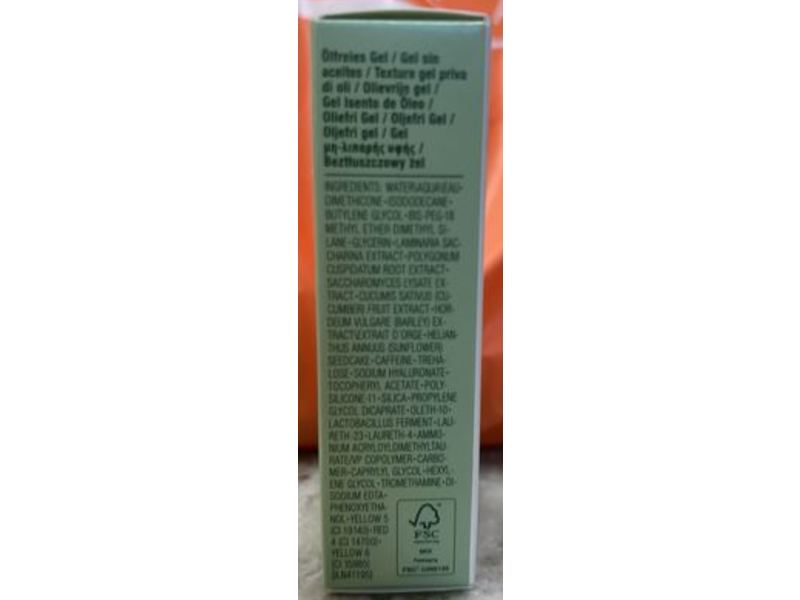 Ölfreies Gel / Gel sin
aceites / Texture gel priva
di oli / Olievrije gel /
Gel Isento de Óleo /
Oliefri Gel / Oljefri Gel /
Oljefri gel / Gel
μη-λιπαρής υφής /
Beztłuszczowy żel
INGREDIENTS: WATER\AQUA\EAU•
DIMETHICONE•ISODODECANE•
BUTYLENE GLYCOL•BIS-PEG-18
METHYL ETHER DIMETHYL SI-
LANE•GLYCERIN•LAMINARIA SAC-
CHARINA EXTRACT•POLYGONUM
CUSPIDATUM ROOT EXTRACT•
SACCHAROMYCES LYSATE EX-
TRACT•CUCUMIS SATIVUS (CU-
CUMBER) FRUIT EXTRACT•HOR-
DEUM VULGARE (BARLEY) EX-
TRACT\EXTRAIT D'ORGE•HELIAN-
THUS ANNUUS (SUNFLOWER)
SEEDCAKE•CAFFEINE•TREHA-
LOSE•SODIUM HYALURONATE•
TOCOPHERYL ACETATE•POLY-
SILICONE-11•SILICA•PROPYLENE
GLYCOL DICAPRATE•OLETH-10•
LACTOBACILLUS FERMENT•LAU-
RETH-23•LAURETH-4•AMMO-
NIUM ACRYLOYLDIMETHYLTAU-
RATE/VP COPOLYMER•CARBO-
MER•CAPRYLYL GLYCOL•HEXYL-
ENE GLYCOL•TROMETHAMINE•DI-
SODIUM EDTA•
PHENOXYETHA-
NOL•YELLOW 5
(CI 19140)•RED
4 (CI 14700)•
YELLOW 6
(CI 15985)
[ILN41195]
FSC
MIX
Packaging